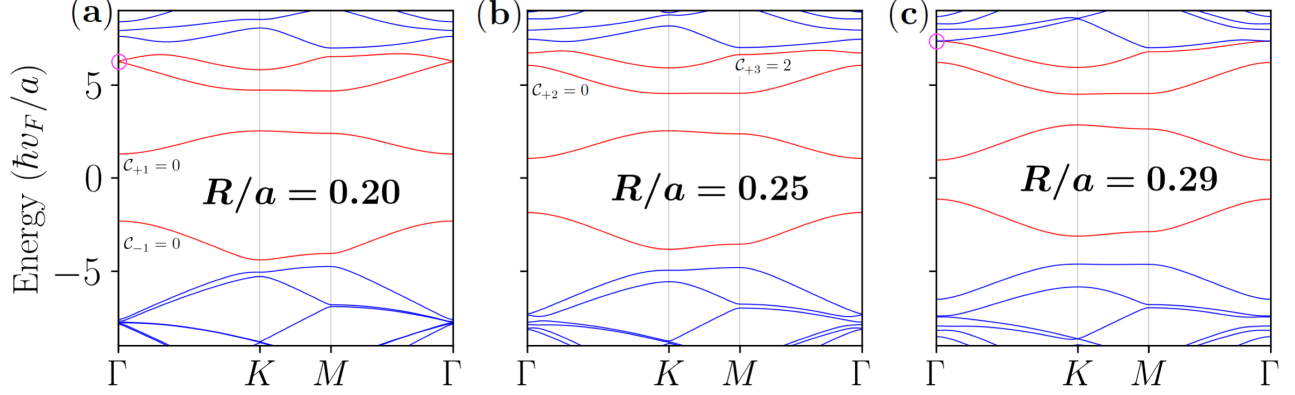 (a) (b) (c)
Energy (ħv_F/a)
5
0
−5
C_{+1} = 0
C_{−1} = 0
R/a = 0.20
Γ K M Γ
C_{+2} = 0
C_{+3} = 2
R/a = 0.25
Γ K M Γ
R/a = 0.29
Γ K M Γ